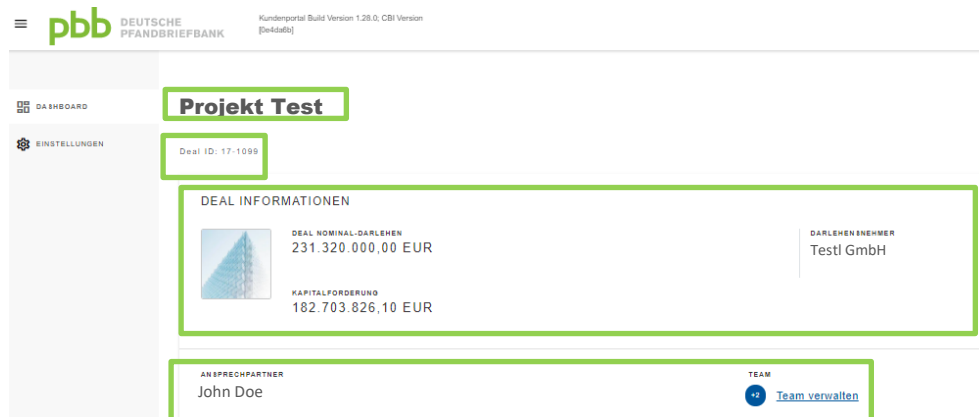 pbb DEUTSCHE
PFANDBRIEFBANK
Kundenportal Build Version 1.28.0; CBI Version
[0e4da6b]
DASHBOARD
EINSTELLUNGEN
Projekt Test
Deal ID: 17-1099
DEAL INFORMATIONEN
DEAL NOMINAL-DARLEHEN
231.320.000,00 EUR
DARLEHENSNEHMER
Testl GmbH
KAPITALFORDERUNG
182.703.826,10 EUR
ANSPRECHPARTNER
John Doe
TEAM
+2 Team verwalten